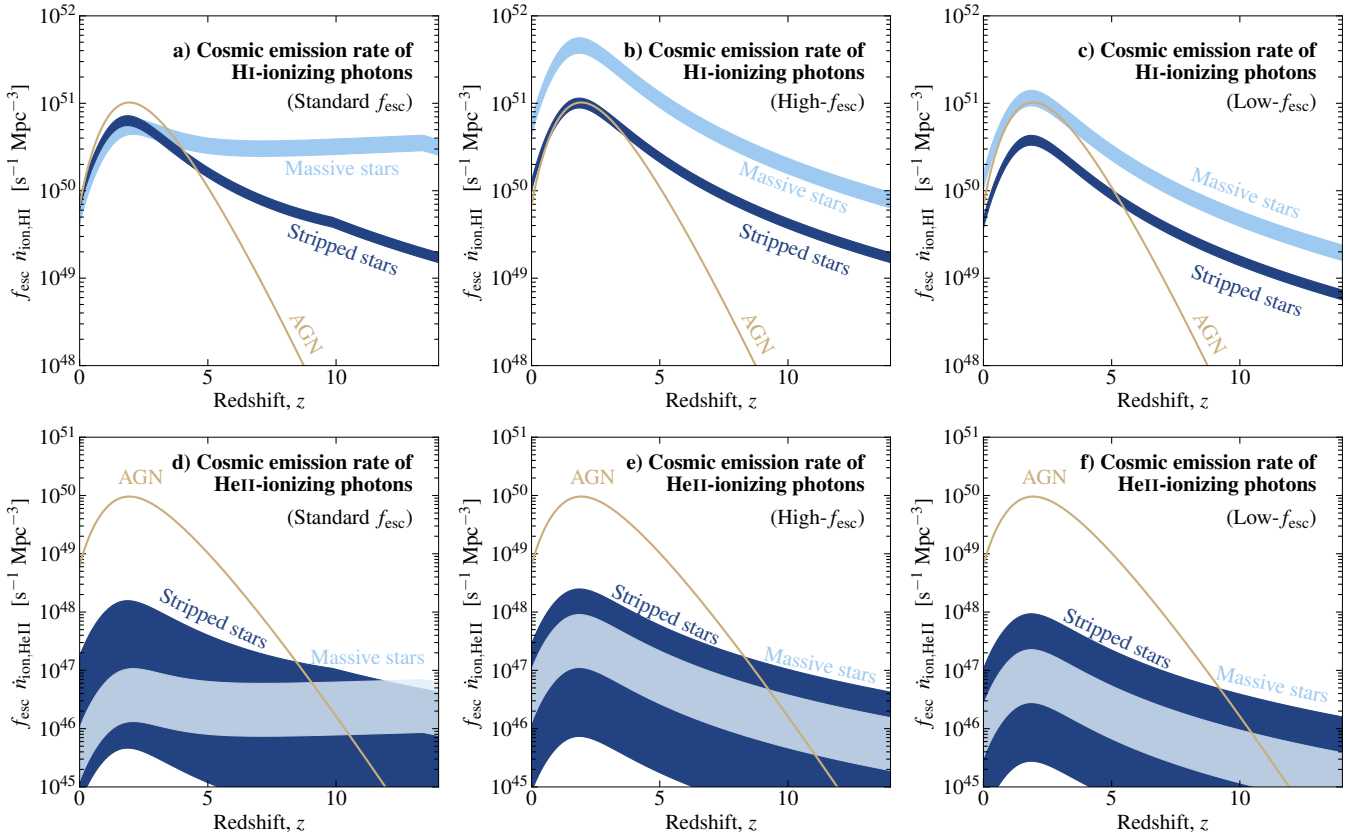 10^52
10^51
10^50
10^49
10^48
f_esc ṅ_ion,HI [s^−1 Mpc^−3]
a) Cosmic emission rate of
HI-ionizing photons
(Standard f_esc)
Massive stars
Stripped stars
AGN
0
5
10
Redshift, z
10^52
10^51
10^50
10^49
10^48
f_esc ṅ_ion,HI [s^−1 Mpc^−3]
b) Cosmic emission rate of
HI-ionizing photons
(High-f_esc)
Massive stars
Stripped stars
AGN
0
5
10
Redshift, z
10^52
10^51
10^50
10^49
10^48
f_esc ṅ_ion,HI [s^−1 Mpc^−3]
c) Cosmic emission rate of
HI-ionizing photons
(Low-f_esc)
Massive stars
Stripped stars
AGN
0
5
10
Redshift, z
10^51
10^50
10^49
10^48
10^47
10^46
10^45
f_esc ṅ_ion,HeII [s^−1 Mpc^−3]
d) Cosmic emission rate of
HeII-ionizing photons
(Standard f_esc)
AGN
Stripped stars
Massive stars
0
5
10
Redshift, z
10^51
10^50
10^49
10^48
10^47
10^46
10^45
f_esc ṅ_ion,HeII [s^−1 Mpc^−3]
e) Cosmic emission rate of
HeII-ionizing photons
(High-f_esc)
AGN
Stripped stars
Massive stars
0
5
10
Redshift, z
10^51
10^50
10^49
10^48
10^47
10^46
10^45
f_esc ṅ_ion,HeII [s^−1 Mpc^−3]
f) Cosmic emission rate of
HeII-ionizing photons
(Low-f_esc)
AGN
Stripped stars
Massive stars
0
5
10
Redshift, z